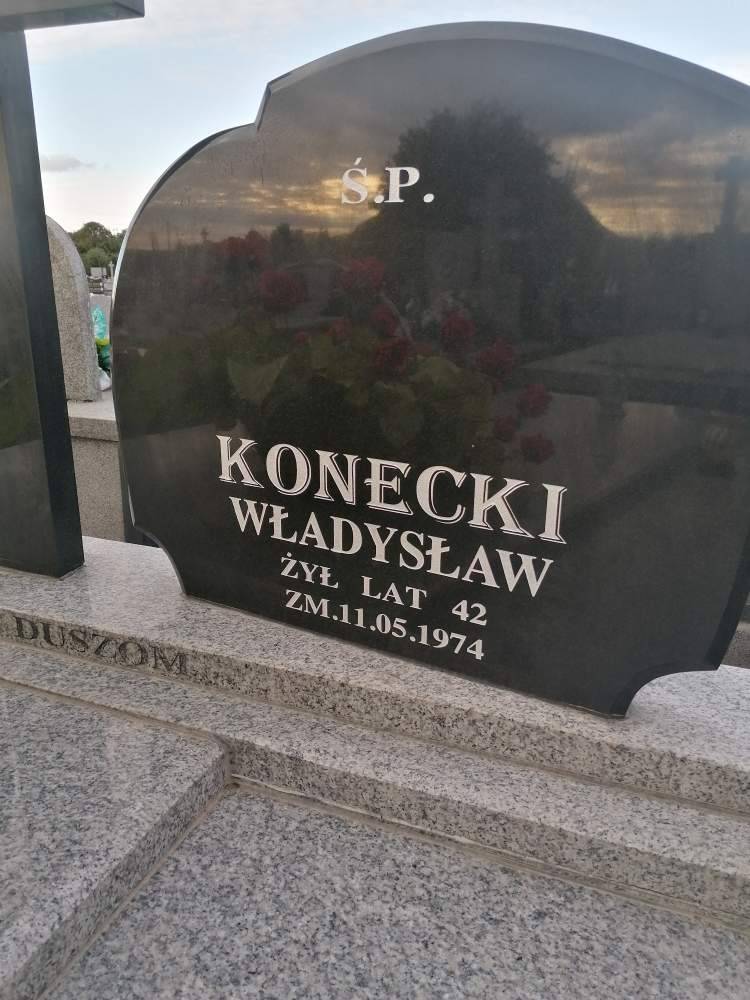 Ś.P.
KONECKI
WŁADYSŁAW
ŻYŁ LAT 42
ZM.11.05.1974
DUSZOM